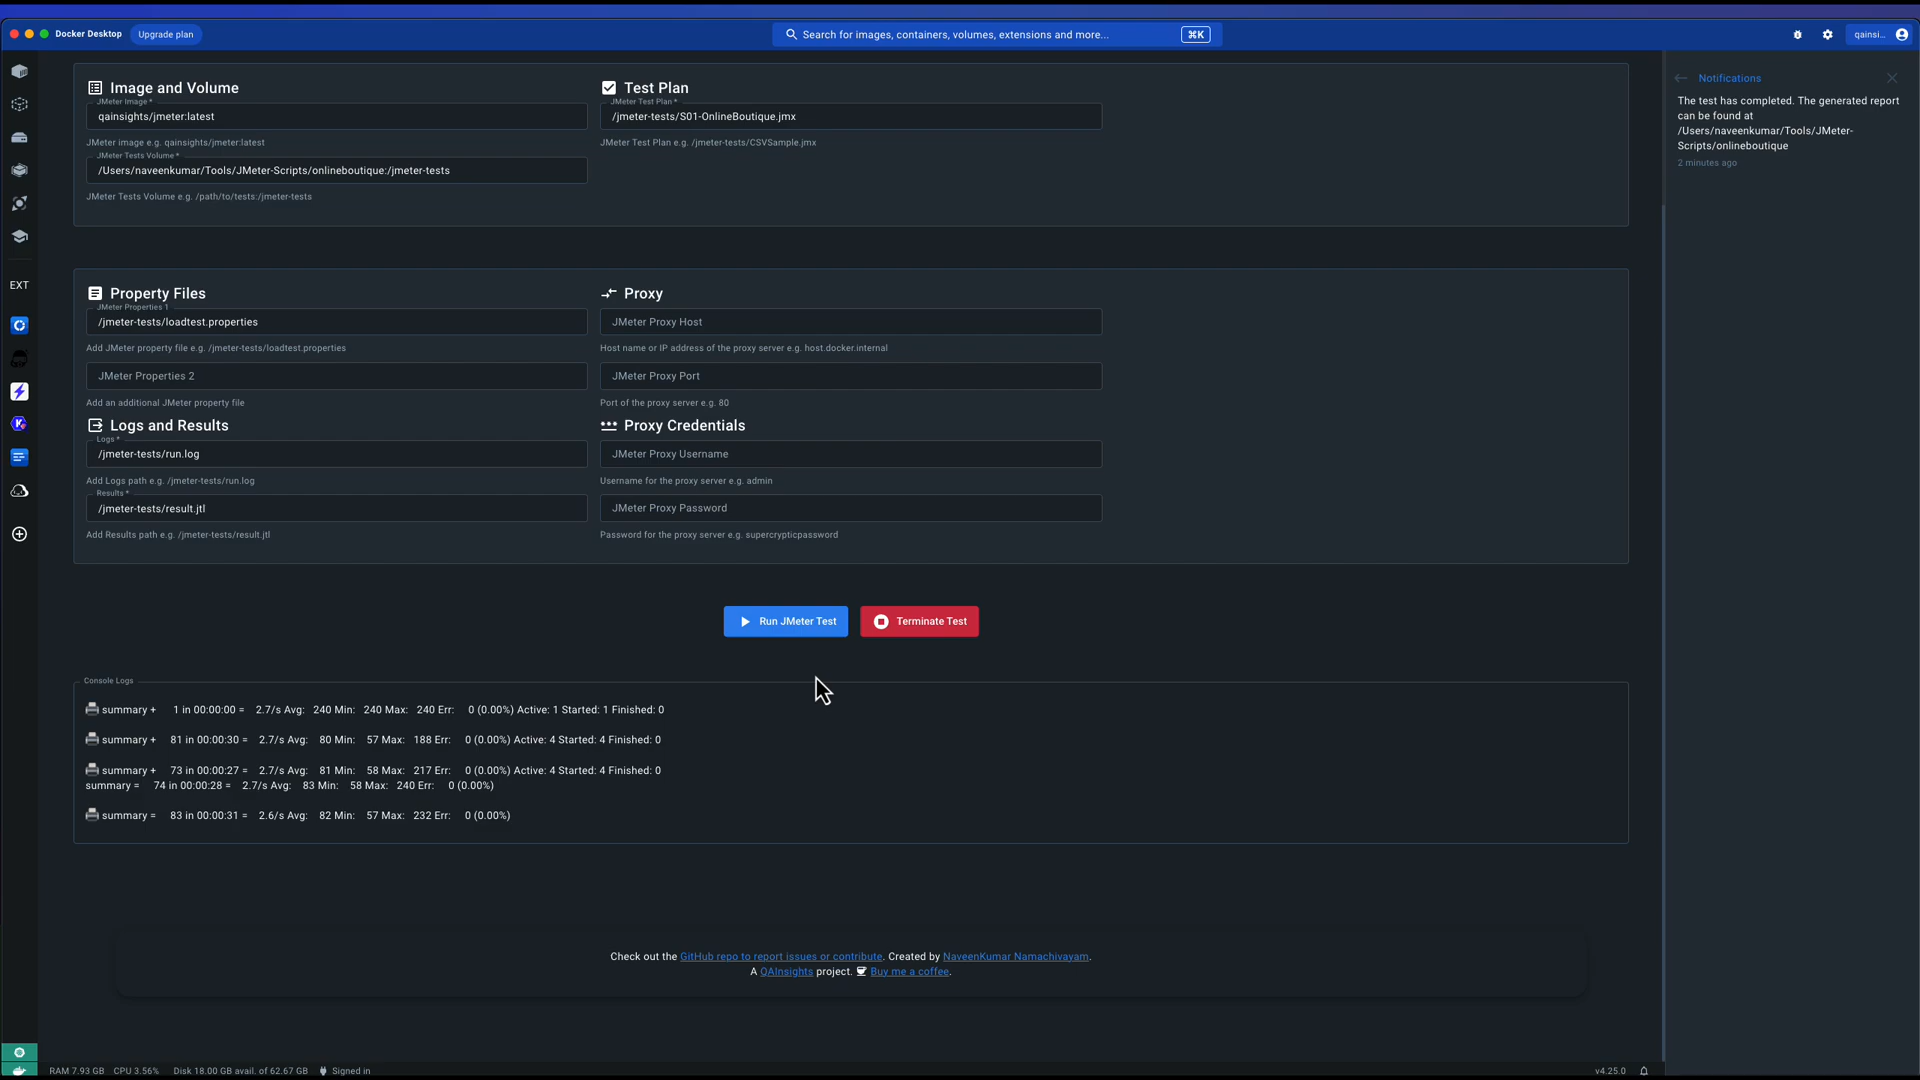 Docker Desktop
Upgrade plan
Search for images, containers, volumes, extensions and more...
⌘K
qainsi...
Image and Volume
JMeter Image *
qainsights/jmeter:latest
JMeter image e.g. qainsights/jmeter:latest
JMeter Tests Volume *
/Users/naveenkumar/Tools/JMeter-Scripts/onlineboutique:/jmeter-tests
JMeter Tests Volume e.g. /path/to/tests:/jmeter-tests
Test Plan
JMeter Test Plan *
/jmeter-tests/S01-OnlineBoutique.jmx
JMeter Test Plan e.g. /jmeter-tests/CSVSample.jmx
Notifications
The test has completed. The generated report
can be found at
/Users/naveenkumar/Tools/JMeter-
Scripts/onlineboutique
2 minutes ago
EXT
Property Files
JMeter Properties 1
/jmeter-tests/loadtest.properties
Add JMeter property file e.g. /jmeter-tests/loadtest.properties
JMeter Properties 2
Add an additional JMeter property file
Proxy
JMeter Proxy Host
Host name or IP address of the proxy server e.g. host.docker.internal
JMeter Proxy Port
Port of the proxy server e.g. 80
Logs and Results
Logs *
/jmeter-tests/run.log
Add Logs path e.g. /jmeter-tests/run.log
Results *
/jmeter-tests/result.jtl
Add Results path e.g. /jmeter-tests/result.jtl
Proxy Credentials
JMeter Proxy Username
Username for the proxy server e.g. admin
JMeter Proxy Password
Password for the proxy server e.g. supercrypticpassword
Run JMeter Test
Terminate Test
Console Logs
summary + 1 in 00:00:00 = 2.7/s Avg: 240 Min: 240 Max: 240 Err: 0 (0.00%) Active: 1 Started: 1 Finished: 0
summary + 81 in 00:00:30 = 2.7/s Avg: 80 Min: 57 Max: 188 Err: 0 (0.00%) Active: 4 Started: 4 Finished: 0
summary + 73 in 00:00:27 = 2.7/s Avg: 81 Min: 58 Max: 217 Err: 0 (0.00%) Active: 4 Started: 4 Finished: 0
summary = 74 in 00:00:28 = 2.7/s Avg: 83 Min: 58 Max: 240 Err: 0 (0.00%)
summary = 83 in 00:00:31 = 2.6/s Avg: 82 Min: 57 Max: 232 Err: 0 (0.00%)
Check out the GitHub repo to report issues or contribute. Created by NaveenKumar Namachivayam.
A QAInsights project. Buy me a coffee.
RAM 7.93 GB CPU 3.56% Disk 18.00 GB avail. of 62.67 GB Signed in
v4.25.0